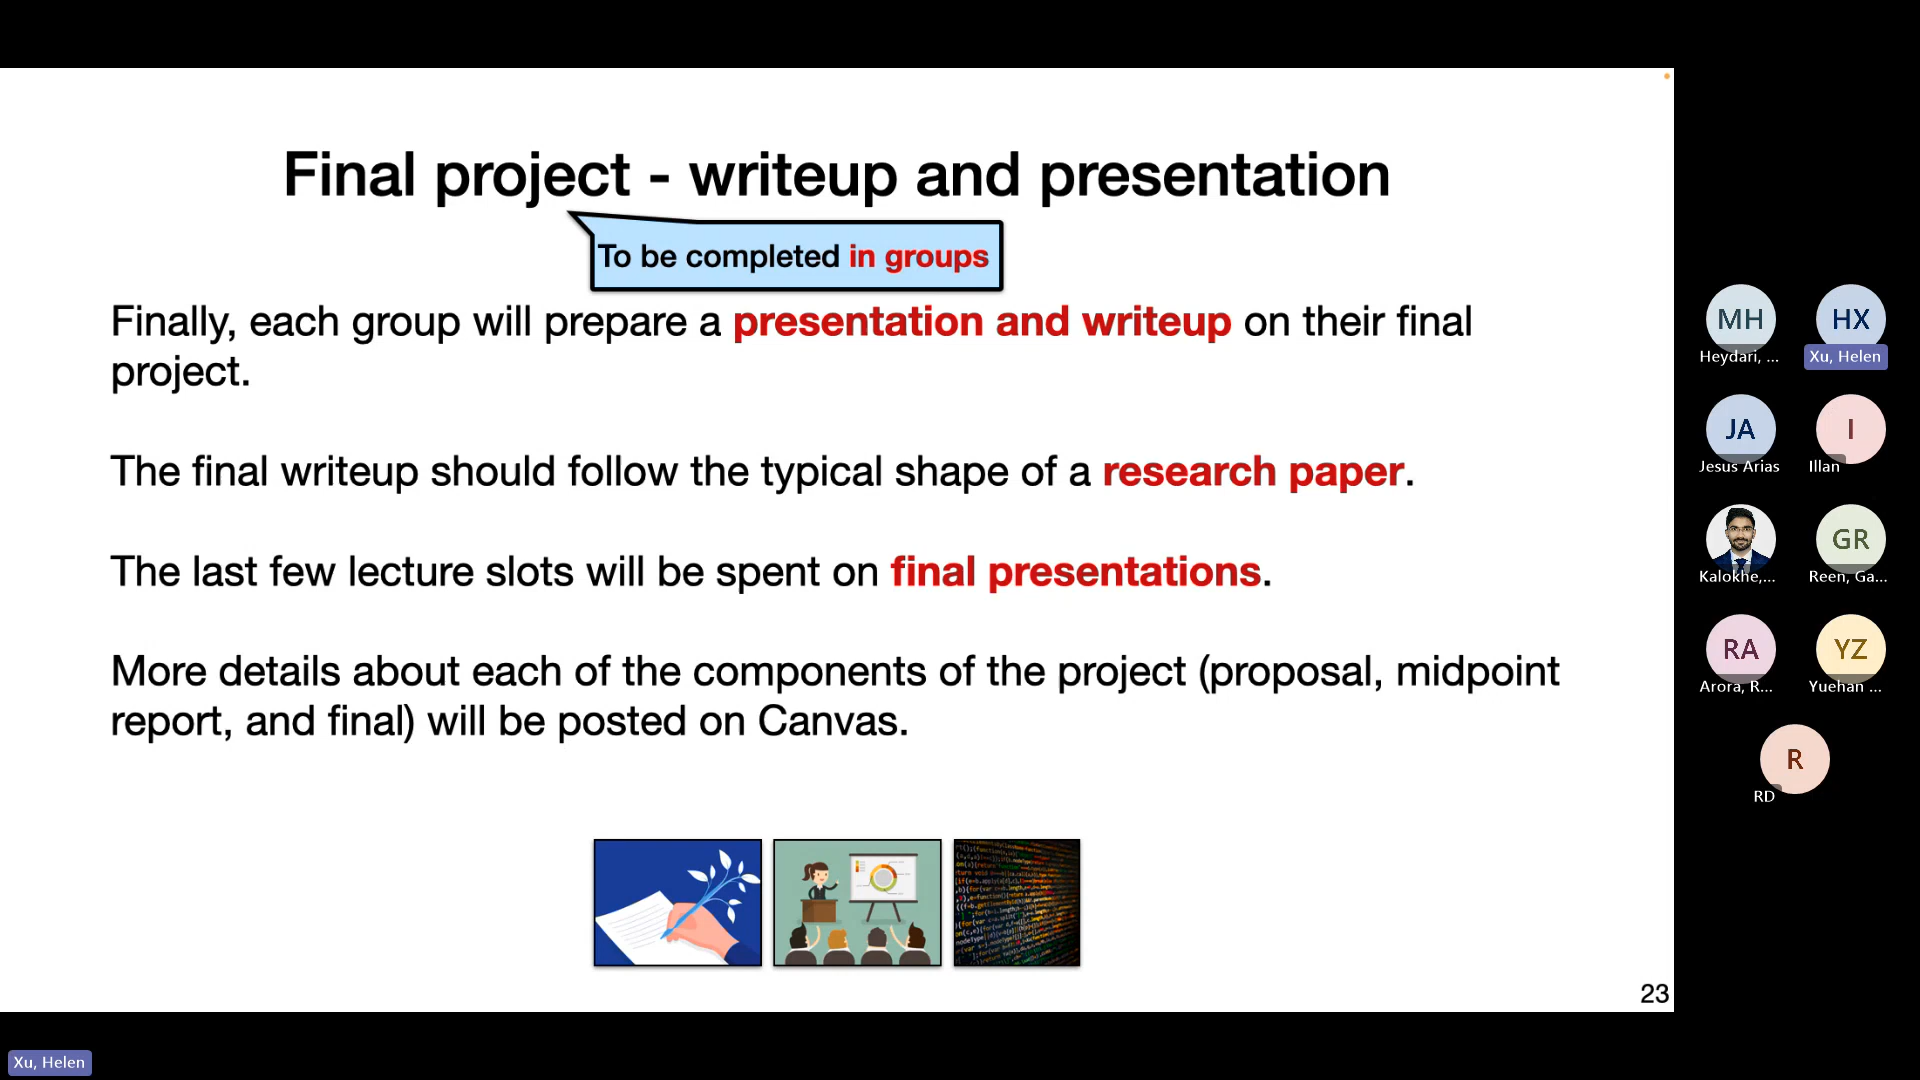 Final project - writeup and presentation
To be completed in groups
Finally, each group will prepare a presentation and writeup on their final
project.
The final writeup should follow the typical shape of a research paper.
The last few lecture slots will be spent on final presentations.
More details about each of the components of the project (proposal, midpoint
report, and final) will be posted on Canvas.
23
MH
Heydari, ...
HX
Xu, Helen
JA
Jesus Arias
I
Illan
Kalokhe,...
GR
Reen, Ga...
RA
Arora, R...
YZ
Yuehan ...
R
RD
Xu, Helen